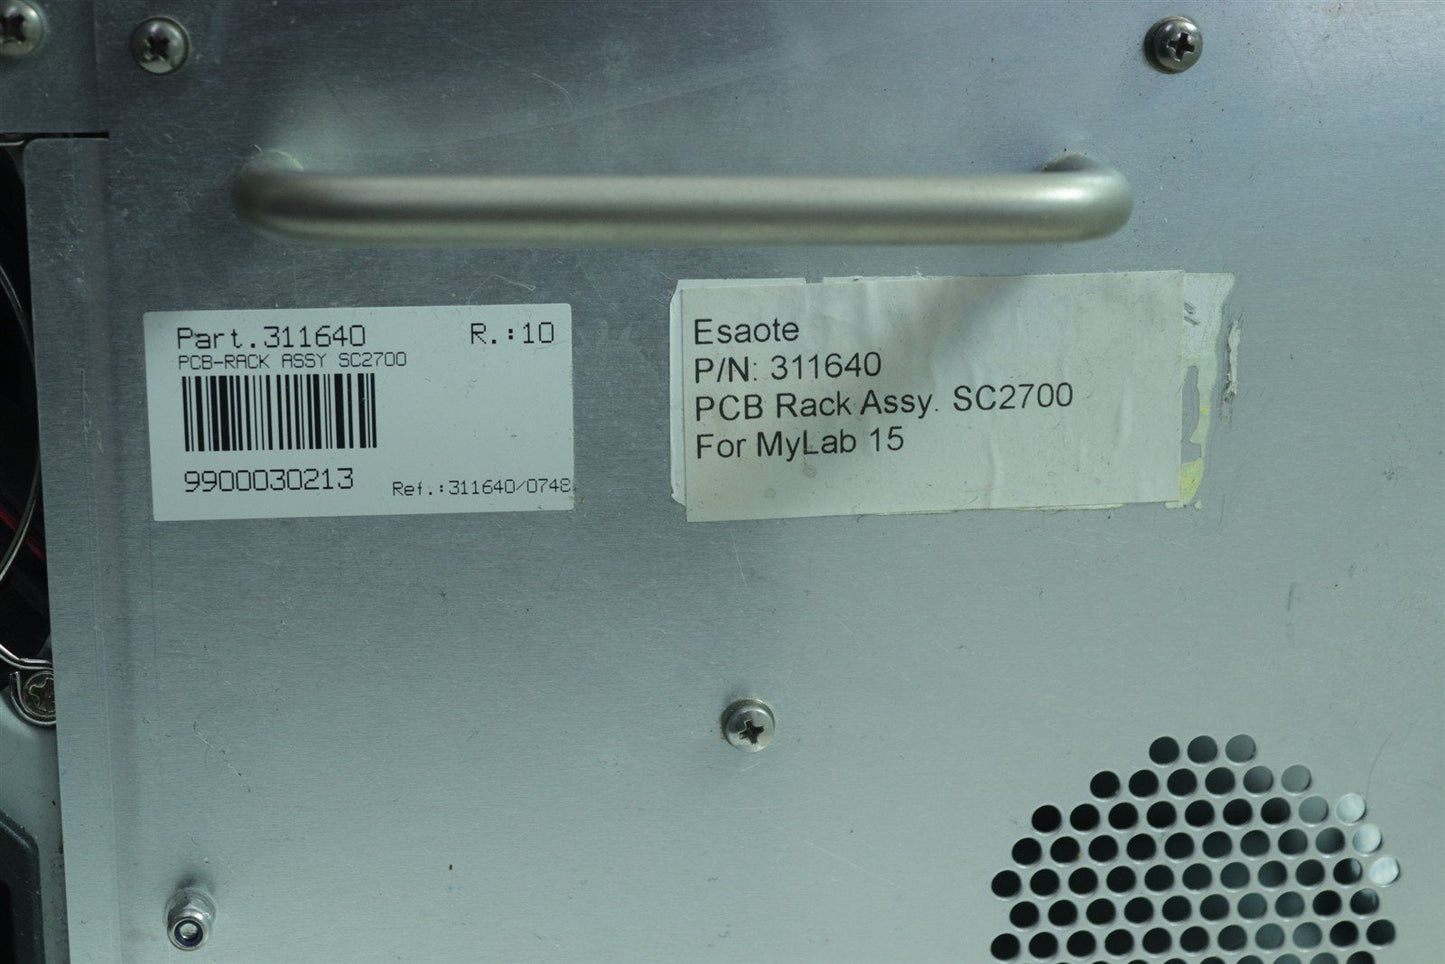 Part.311640 R.:10
PCB-RACK ASSY SC2700
9900030213
Ref.:311640/0748
Esaote
P/N: 311640
PCB Rack Assy. SC2700
For MyLab 15